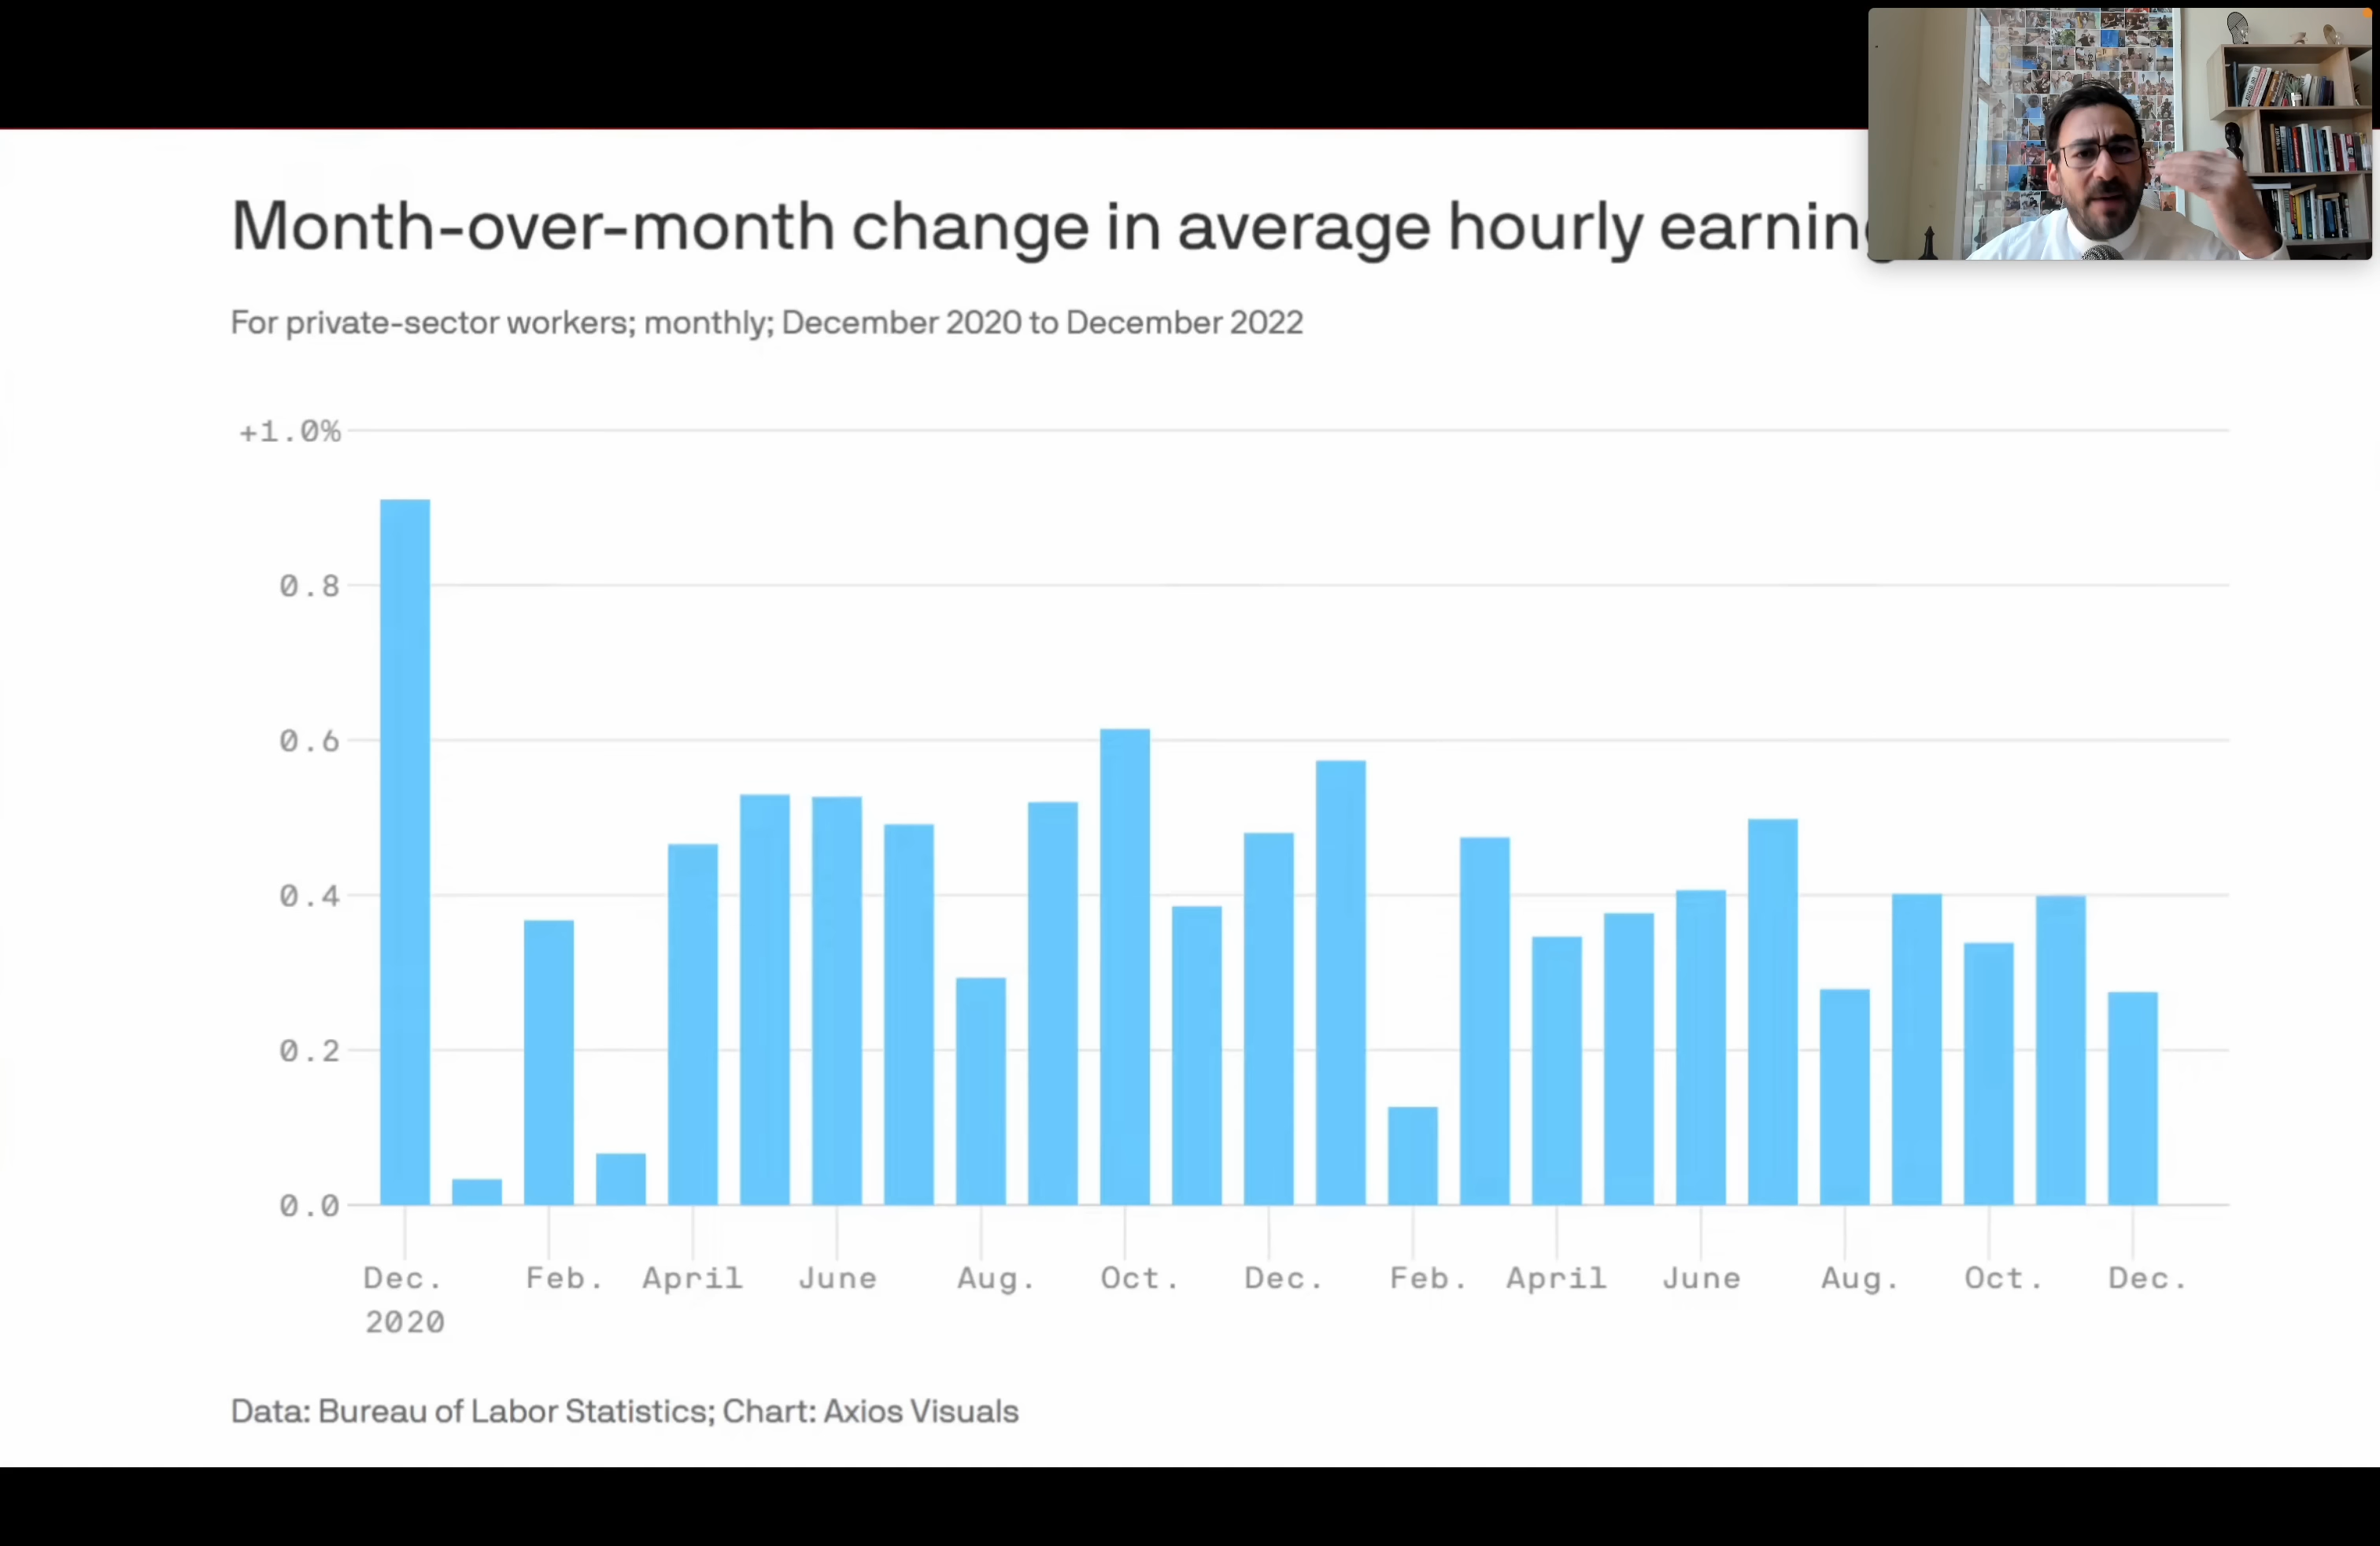 Month-over-month change in average hourly earning
For private-sector workers; monthly; December 2020 to December 2022
+1.0%
0.8
0.6
0.4
0.2
0.0
Dec. Feb. April June Aug. Oct. Dec. Feb. April June Aug. Oct. Dec.
2020
Data: Bureau of Labor Statistics; Chart: Axios Visuals